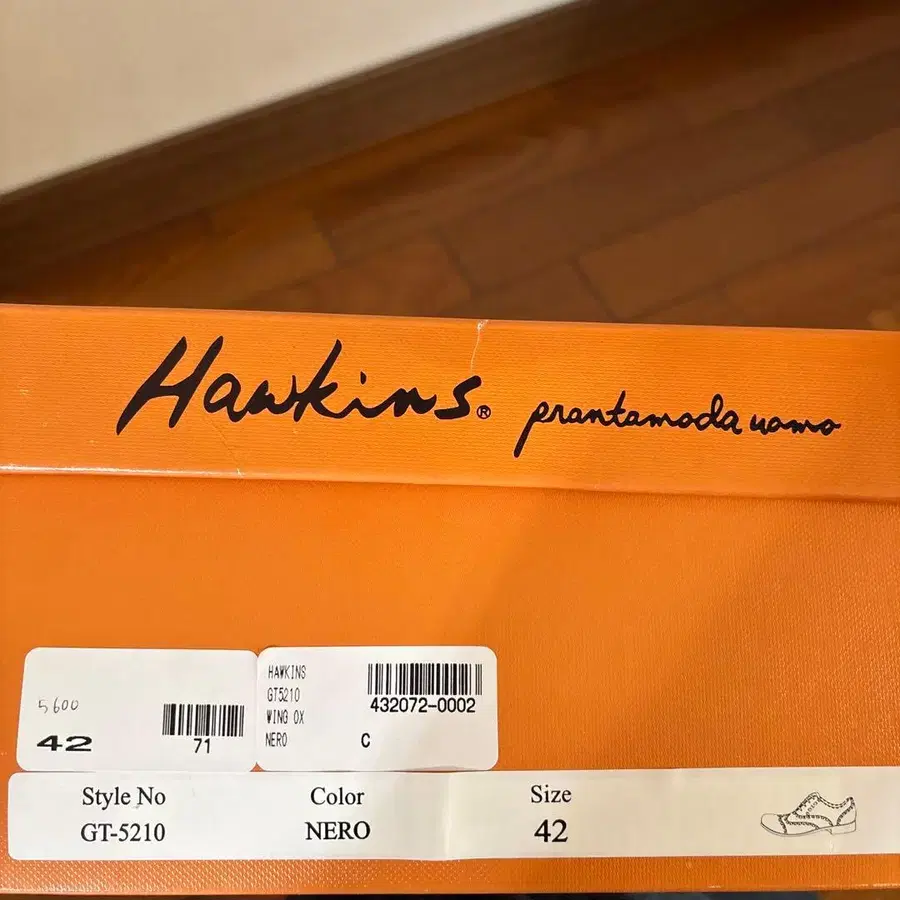 Hawkins® prantamoda uomo
5600
42
71
HAWKINS
GT5210
WING OX
NERO C
432072-0002
Style No Color Size
GT-5210 NERO 42